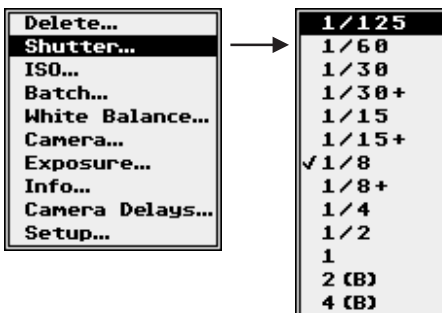 Delete...
Shutter...
ISO...
Batch...
White Balance...
Camera...
Exposure...
Info...
Camera Delays...
Setup...
1/125
1/60
1/30
1/30+
1/15
1/15+
✓1/8
1/8+
1/4
1/2
1
2 (B)
4 (B)